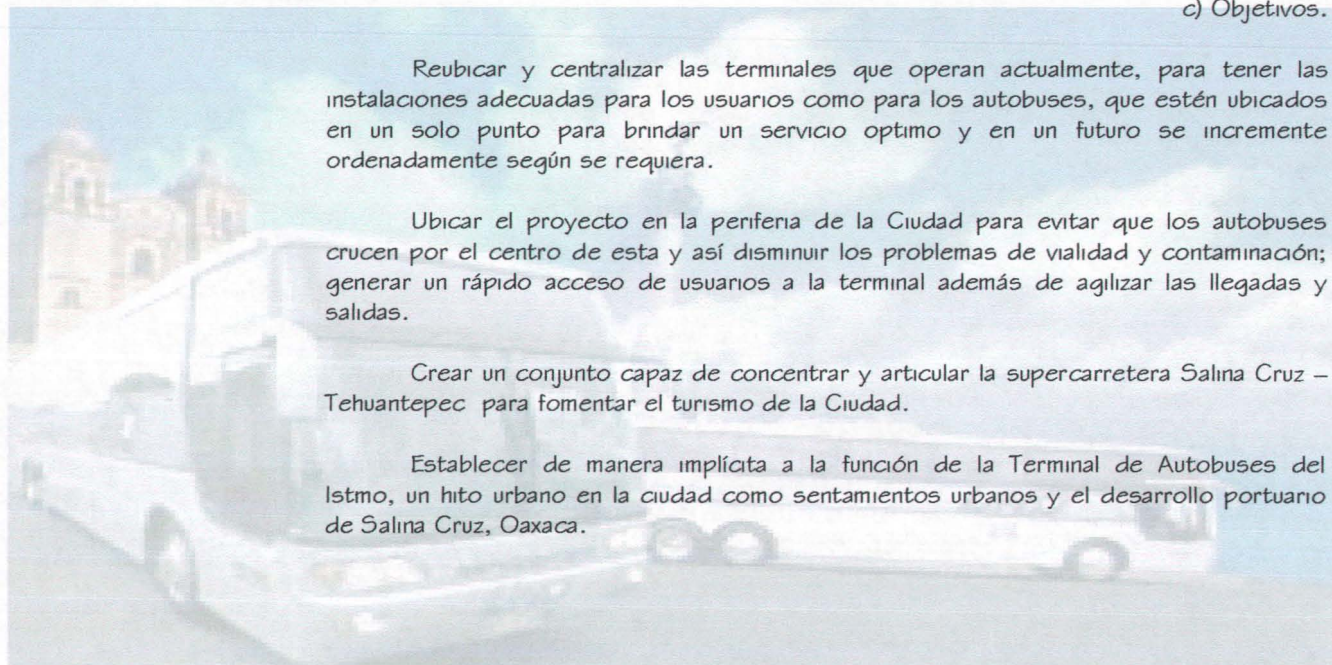 c) Objetivos.
Reubicar y centralizar las terminales que operan actualmente, para tener las
instalaciones adecuadas para los usuarios como para los autobuses, que estén ubicados
en un solo punto para brindar un servicio optimo y en un futuro se incremente
ordenadamente según se requiera.
Ubicar el proyecto en la periferia de la Ciudad para evitar que los autobuses
crucen por el centro de esta y así disminuir los problemas de vialidad y contaminación;
generar un rápido acceso de usuarios a la terminal además de agilizar las llegadas y
salidas.
Crear un conjunto capaz de concentrar y articular la supercarretera Salina Cruz –
Tehuantepec para fomentar el turismo de la Ciudad.
Establecer de manera implícita a la función de la Terminal de Autobuses del
Istmo, un hito urbano en la ciudad como sentamientos urbanos y el desarrollo portuario
de Salina Cruz, Oaxaca.